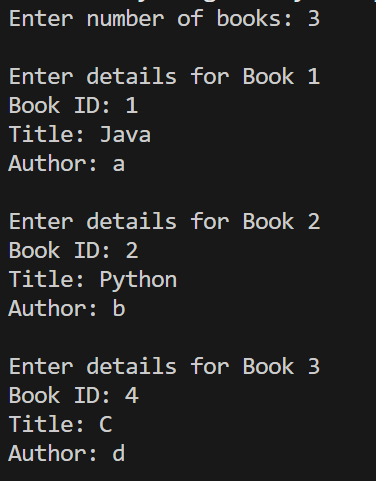 Enter number of books: 3
Enter details for Book 1
Book ID: 1
Title: Java
Author: a
Enter details for Book 2
Book ID: 2
Title: Python
Author: b
Enter details for Book 3
Book ID: 4
Title: C
Author: d